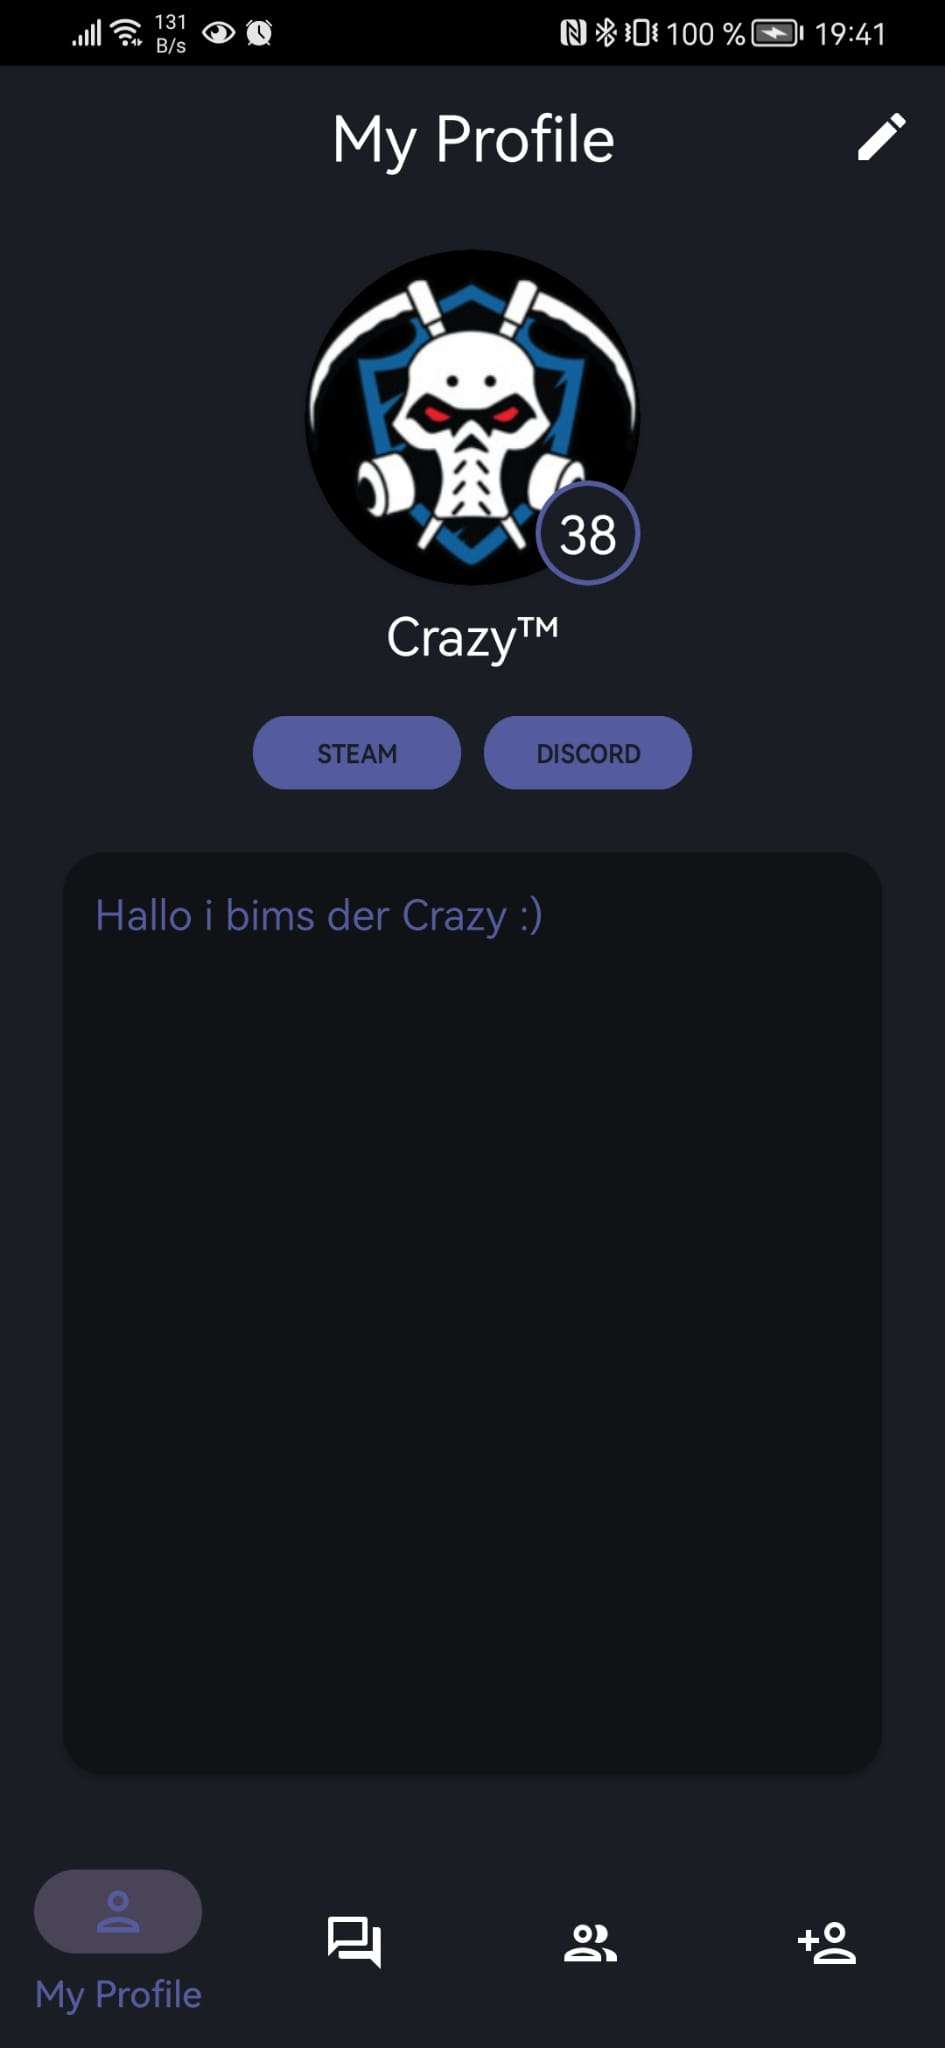 131
B/s
100 %
19:41
My Profile
38
Crazy™
STEAM
DISCORD
Hallo i bims der Crazy :)
My Profile